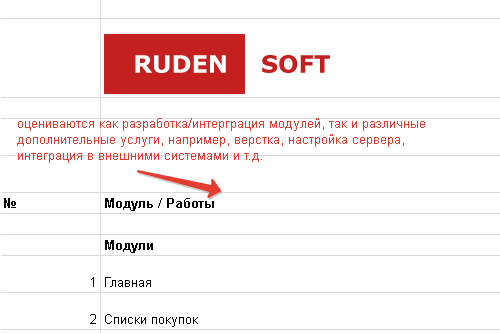 RUDEN SOFT
оцениваются как разработка/интерграция модулей, так и различные
дополнительные услуги, например, верстка, настройка сервера,
интеграция в внешними системами и т.д.
№ Модуль / Работы
Модули
1 Главная
2 Списки покупок